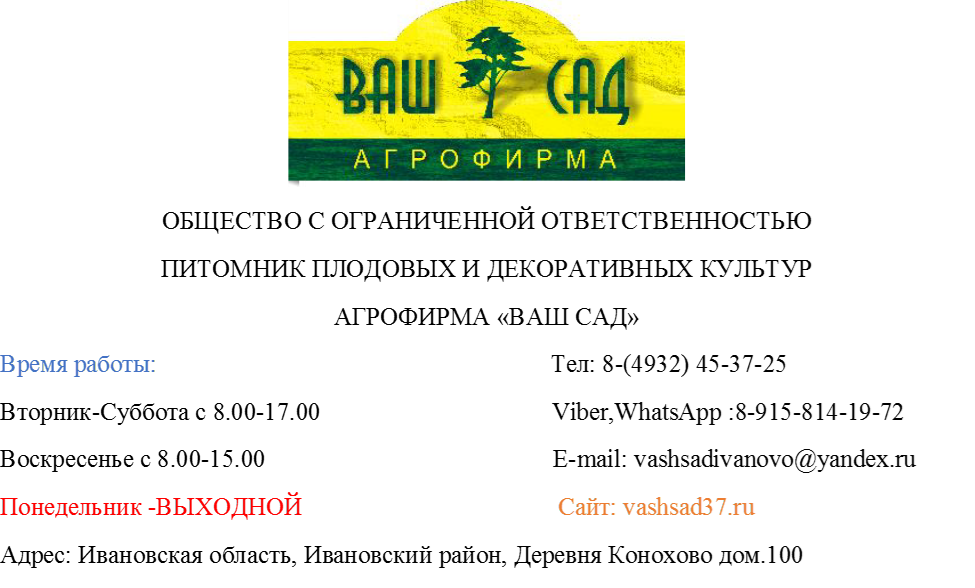 ВАШ САД
АГРОФИРМА
ОБЩЕСТВО С ОГРАНИЧЕННОЙ ОТВЕТСТВЕННОСТЬЮ
ПИТОМНИК ПЛОДОВЫХ И ДЕКОРАТИВНЫХ КУЛЬТУР
АГРОФИРМА «ВАШ САД»
Время работы: Тел: 8-(4932) 45-37-25
Вторник-Суббота с 8.00-17.00 Viber,WhatsApp :8-915-814-19-72
Воскресенье с 8.00-15.00 E-mail: vashsadivanovo@yandex.ru
Понедельник -ВЫХОДНОЙ Сайт: vashsad37.ru
Адрес: Ивановская область, Ивановский район, Деревня Конохово дом.100